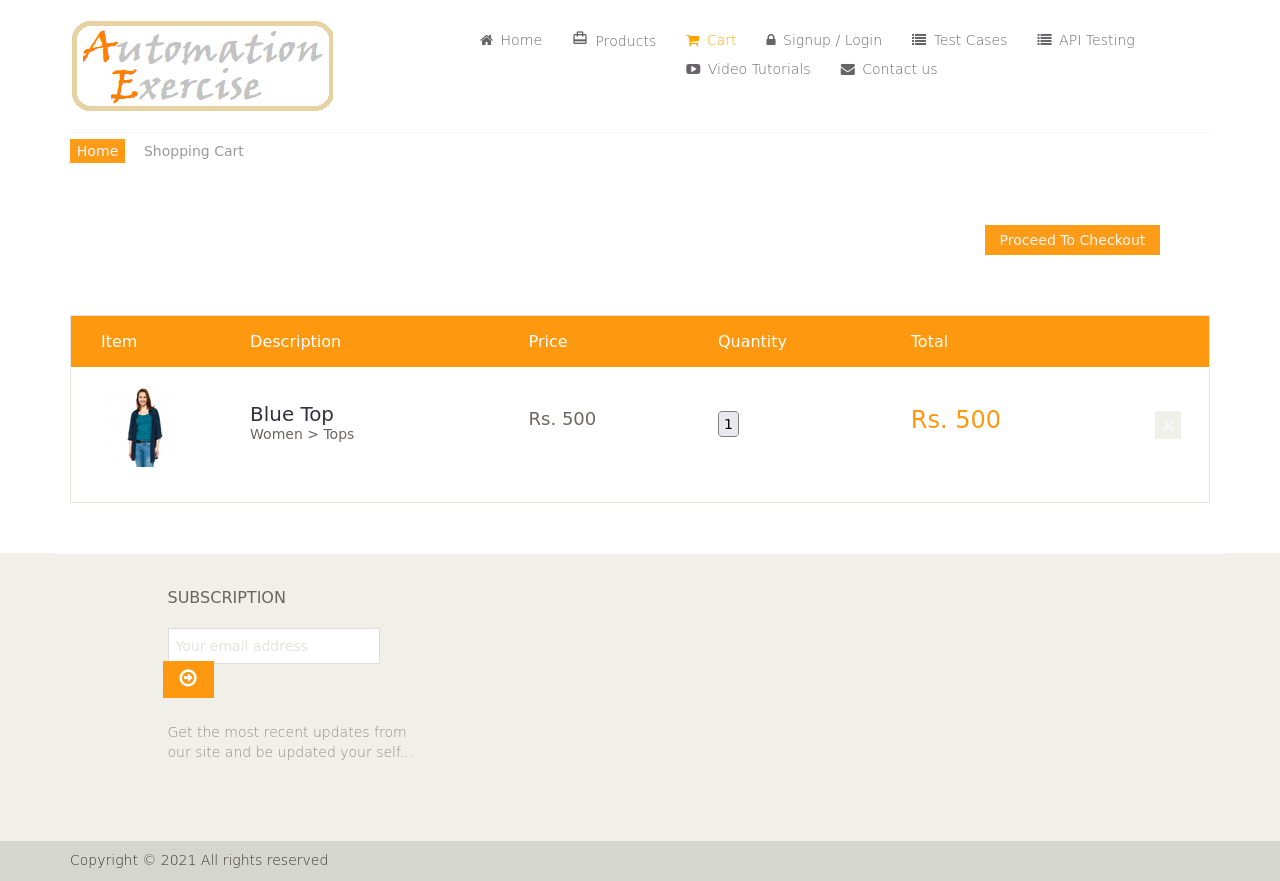 Automation
Exercise
Home Products Cart Signup / Login Test Cases API Testing
Video Tutorials Contact us
Home Shopping Cart
Proceed To Checkout
Item Description Price Quantity Total
Blue Top Rs. 500 1 Rs. 500
Women > Tops
SUBSCRIPTION
Your email address
Get the most recent updates from
our site and be updated your self...
Copyright © 2021 All rights reserved